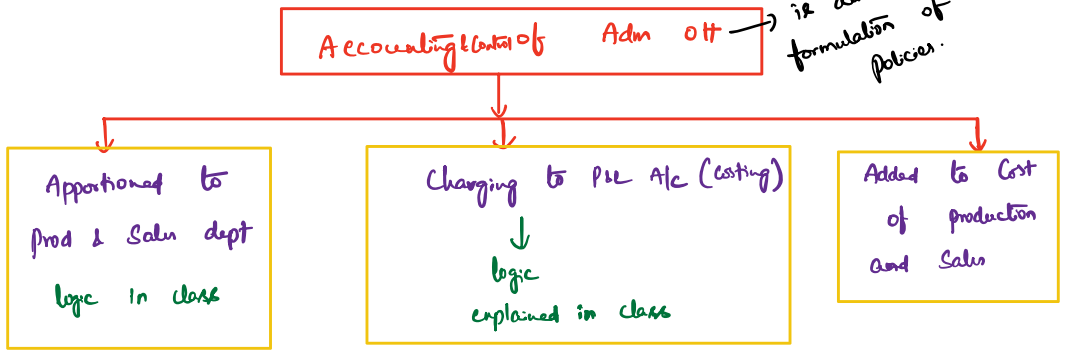 Accounting & Control of Adm OH
is
formulation of
policies.
Apportioned to
Prod & Sales dept
logic in class
Charging to P&L A/c (Costing)
logic
explained in class
Added to Cost
of production
and Sales